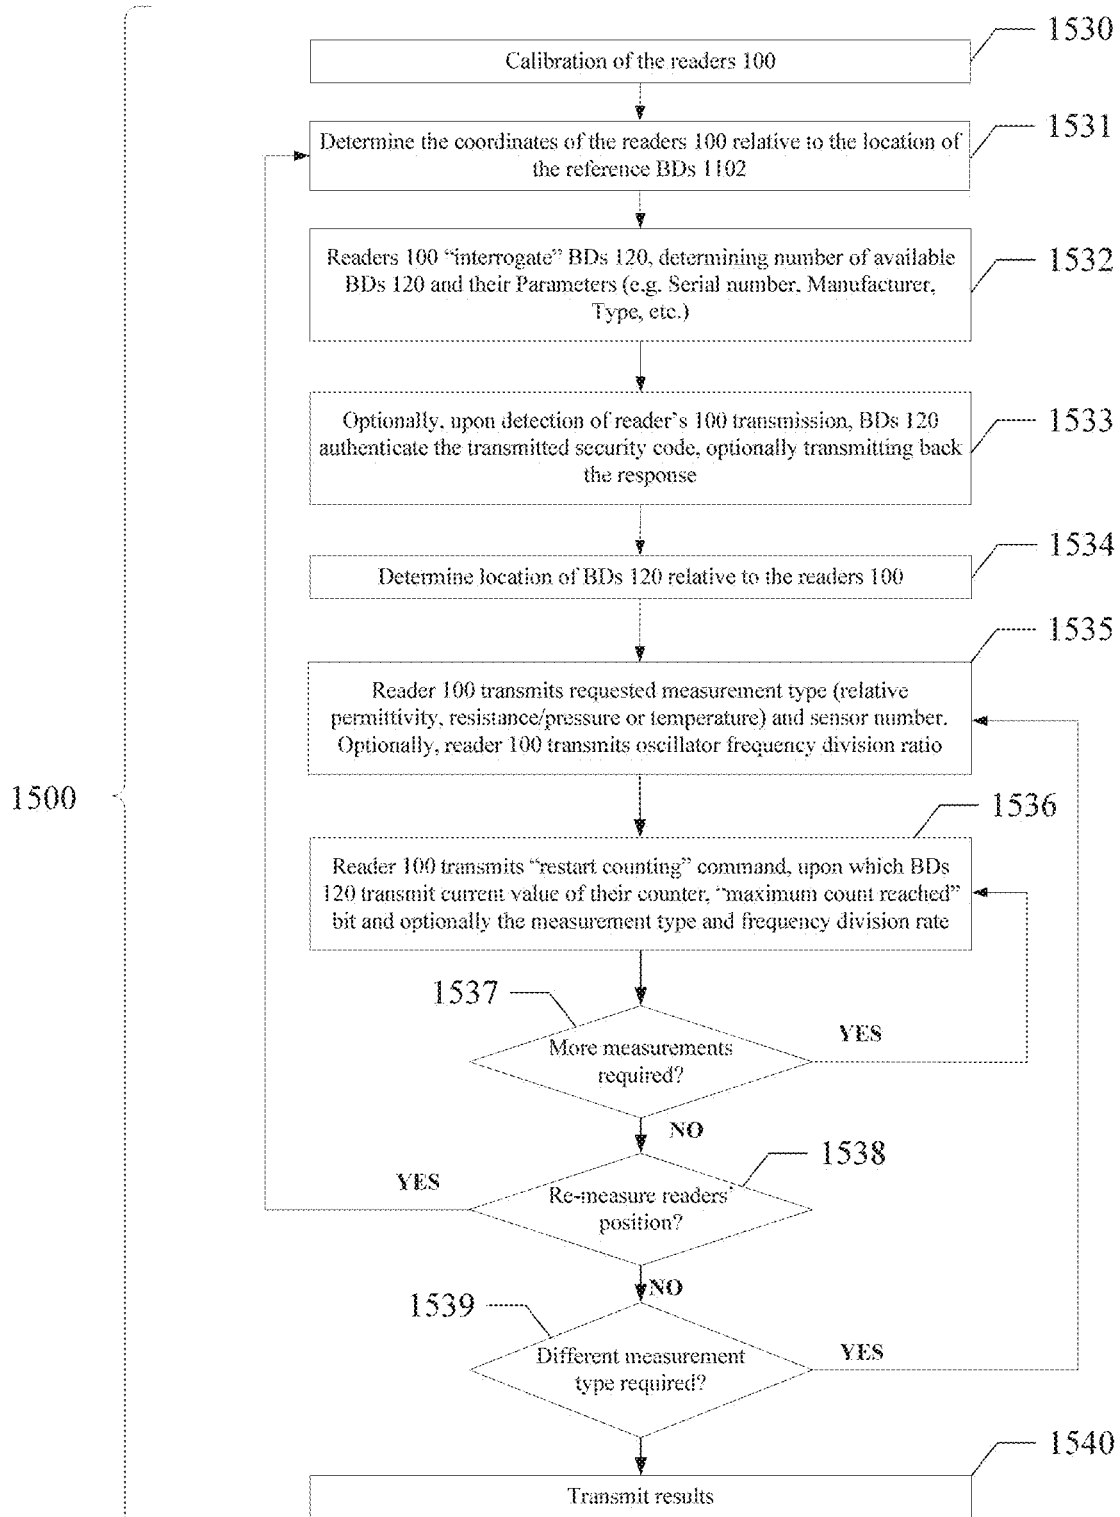 1530
Calibration of the readers 100
1531
Determine the coordinates of the readers 100 relative to the location of
the reference BDs 1102
1532
Readers 100 “interrogate” BDs 120, determining number of available
BDs 120 and their Parameters (e.g. Serial number, Manufacturer,
Type, etc.)
1533
Optionally, upon detection of reader's 100 transmission, BDs 120
authenticate the transmitted security code, optionally transmitting back
the response
1534
Determine location of BDs 120 relative to the readers 100
1535
Reader 100 transmits requested measurement type (relative
permittivity, resistance/pressure or temperature) and sensor number.
Optionally, reader 100 transmits oscillator frequency division ratio
1500
1536
Reader 100 transmits “restart counting” command, upon which BDs
120 transmit current value of their counter, “maximum count reached”
bit and optionally the measurement type and frequency division rate
1537
More measurements
required?
YES
NO
1538
YES
Re-measure readers'
position?
NO
1539
Different measurement
type required?
YES
1540
Transmit results